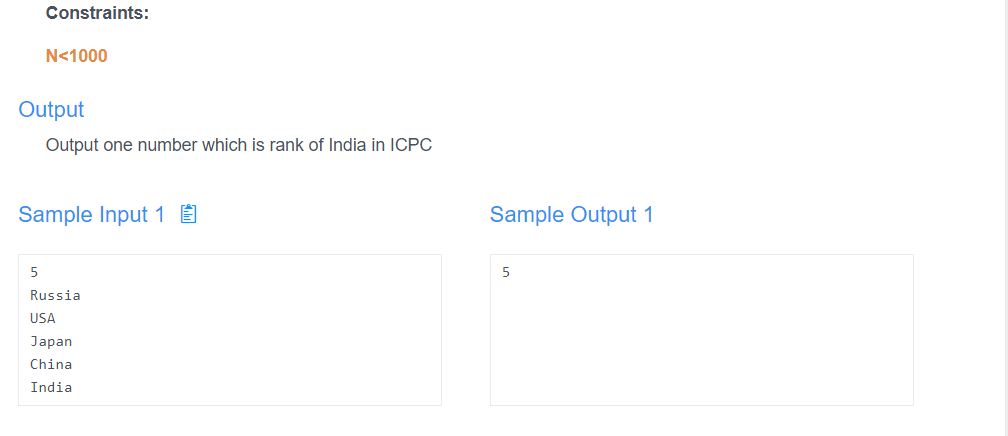 Constraints:
N<1000
Output
Output one number which is rank of India in ICPC
Sample Input 1
5
Russia
USA
Japan
China
India
Sample Output 1
5